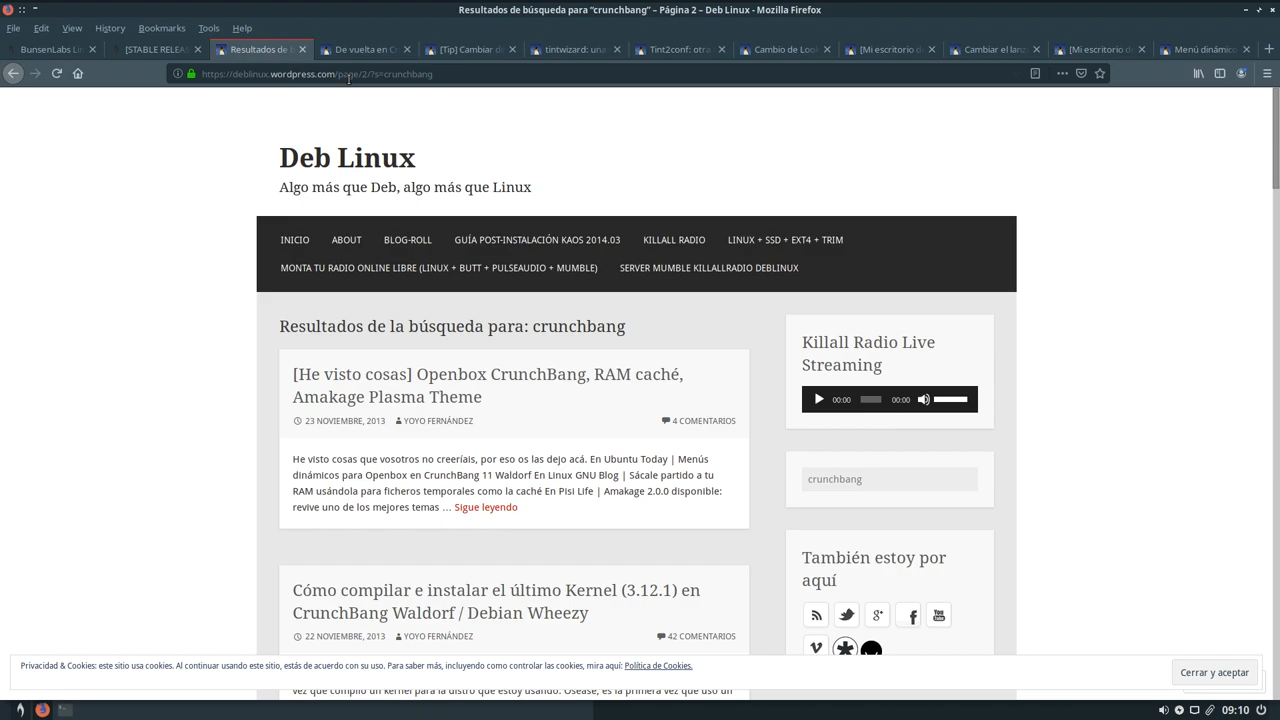 Resultados de búsqueda para “crunchbang” – Página 2 – Deb Linux - Mozilla Firefox
File Edit View History Bookmarks Tools Help
BunsenLabs Lin
[STABLE RELEAS
Resultados de b
De vuelta en C
[Tip] Cambiar d
tintwizard: una
Tint2conf: otra
Cambio de Look
[Mi escritorio d
Cambiar el lanz
[Mi escritorio d
Menú dinámico
https://deblinux.wordpress.com/page/2/?s=crunchbang
Deb Linux
Algo más que Deb, algo más que Linux
INICIO ABOUT BLOG-ROLL GUÍA POST-INSTALACIÓN KAOS 2014.03 KILLALL RADIO LINUX + SSD + EXT4 + TRIM
MONTA TU RADIO ONLINE LIBRE (LINUX + BUTT + PULSEAUDIO + MUMBLE) SERVER MUMBLE KILLALLRADIO DEBLINUX
Resultados de la búsqueda para: crunchbang
[He visto cosas] Openbox CrunchBang, RAM caché,
Amakage Plasma Theme
23 NOVIEMBRE, 2013 YOYO FERNÁNDEZ 4 COMENTARIOS
He visto cosas que vosotros no creeríais, por eso os las dejo acá. En Ubuntu Today | Menús
dinámicos para Openbox en CrunchBang 11 Waldorf En Linux GNU Blog | Sácale partido a tu
RAM usándola para ficheros temporales como la caché En Pisi Life | Amakage 2.0.0 disponible:
revive uno de los mejores temas … Sigue leyendo
Cómo compilar e instalar el último Kernel (3.12.1) en
CrunchBang Waldorf / Debian Wheezy
22 NOVIEMBRE, 2013 YOYO FERNÁNDEZ 42 COMENTARIOS
vez que compilo un kernel para la distro que estoy usando. Osease, es la primera vez que uso un
Killall Radio Live
Streaming
00:00 00:00
crunchbang
También estoy por
aquí
Privacidad & Cookies: este sitio usa cookies. Al continuar usando este sitio, estás de acuerdo con su uso. Para saber más, incluyendo como controlar las cookies, mira aquí: Política de Cookies.
Cerrar y aceptar
09:10